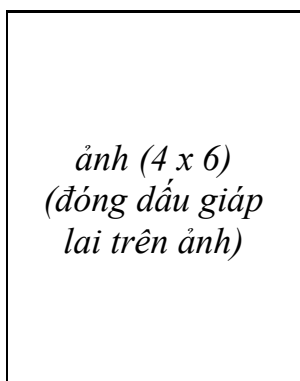 ảnh (4 x 6)
(đóng dấu giáp
lai trên ảnh)